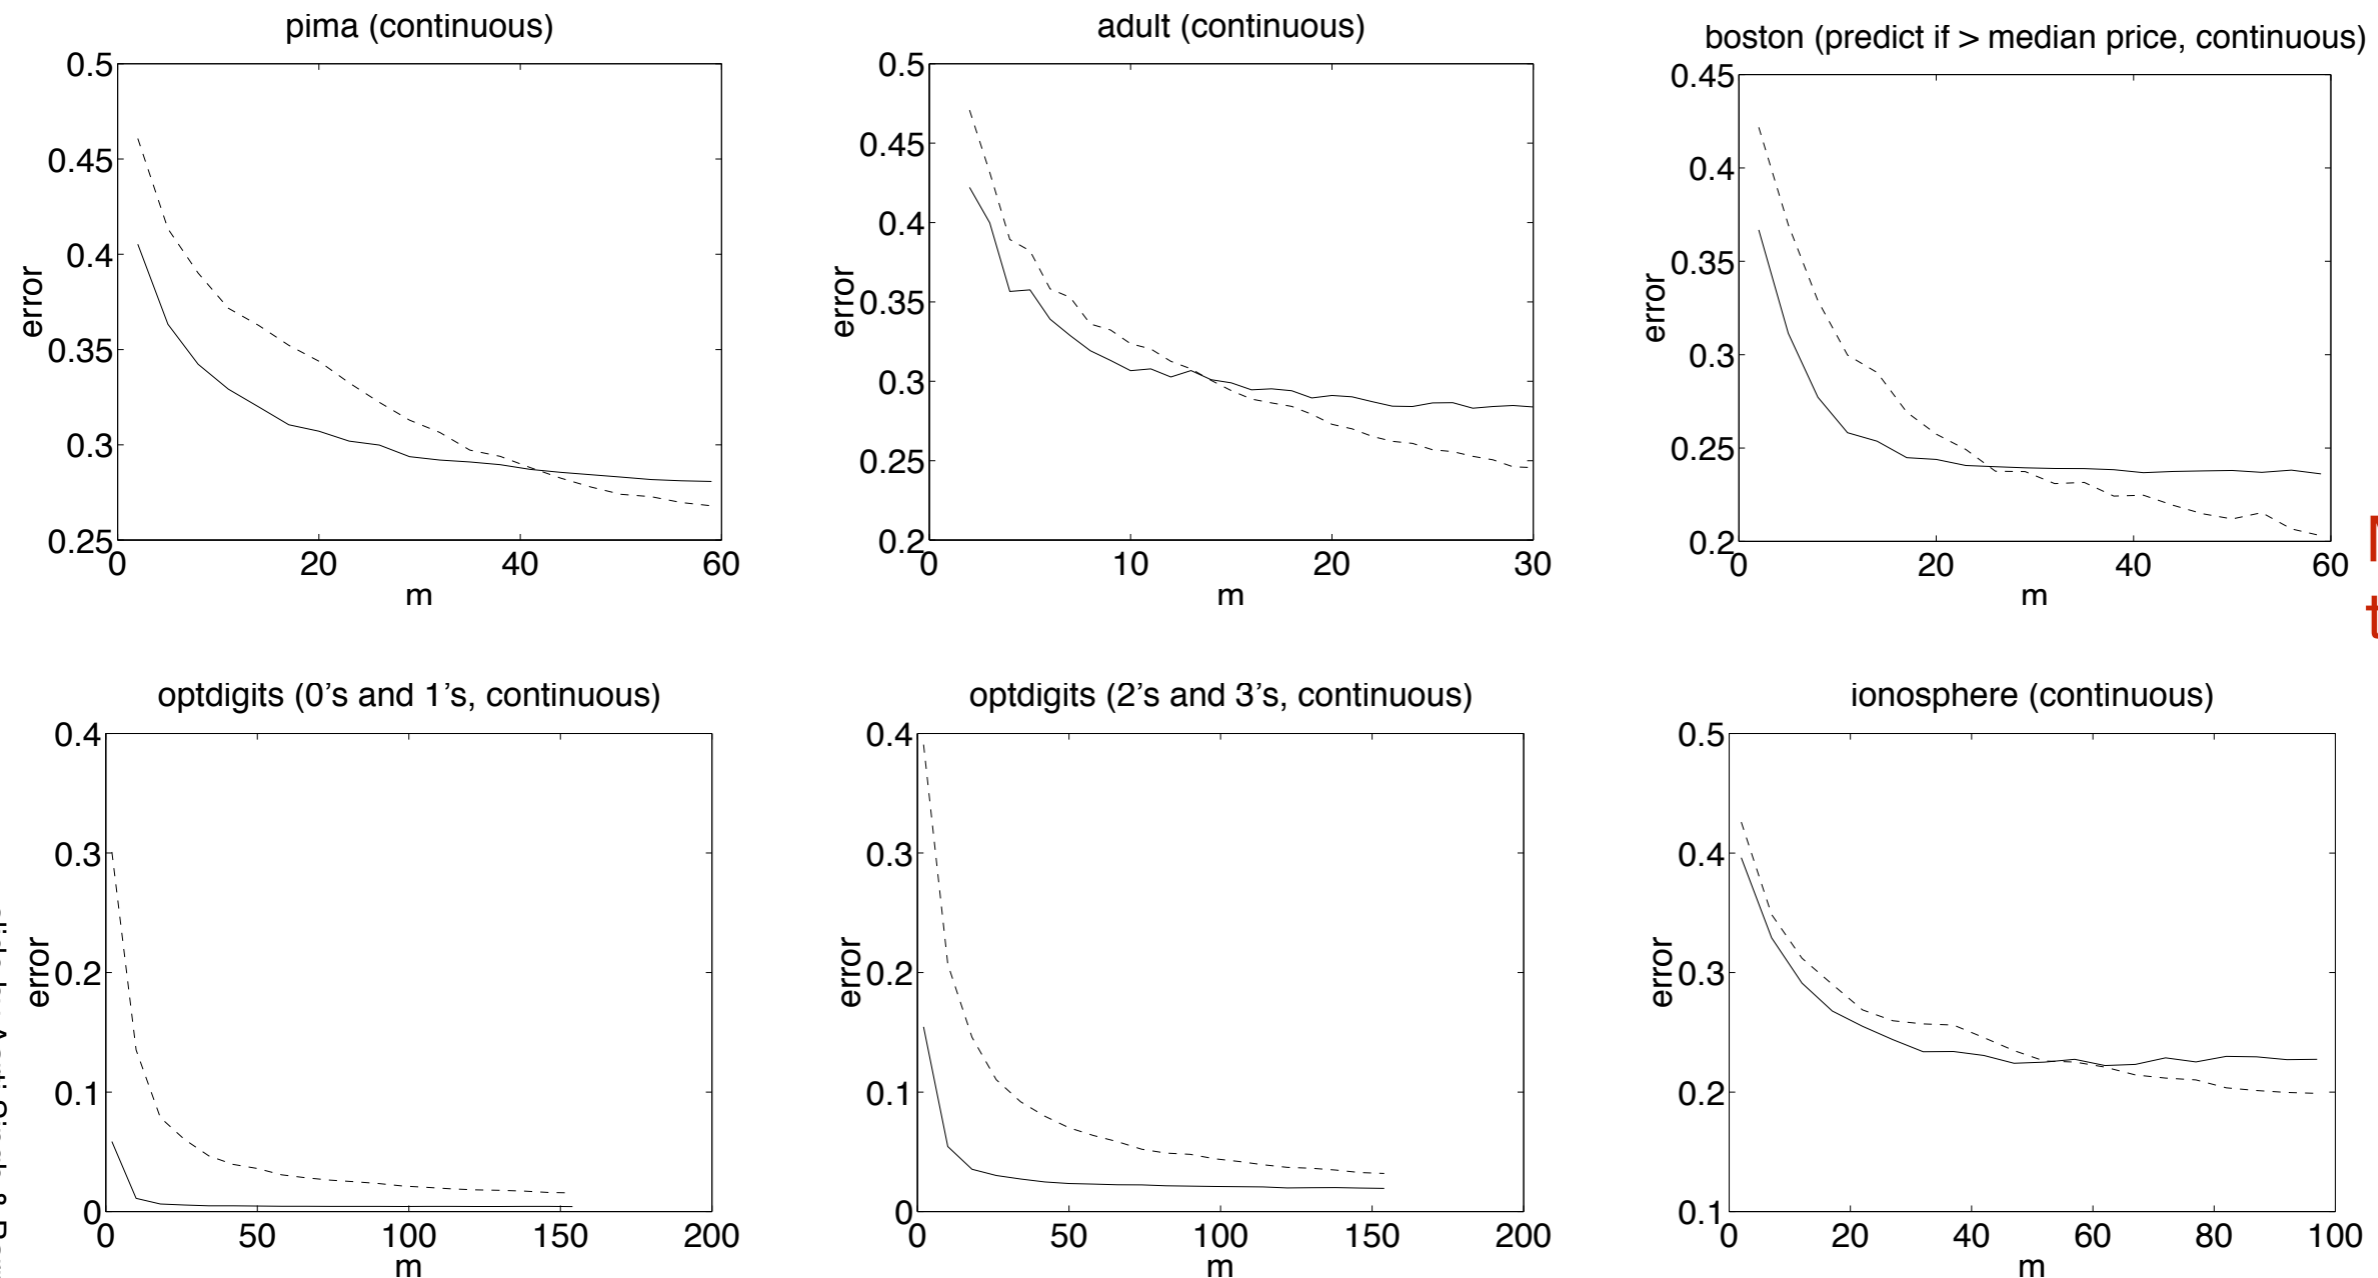 pima (continuous)
error
0.5
0.45
0.4
0.35
0.3
0.25
0 20 40 60
m
adult (continuous)
error
0.5
0.45
0.4
0.35
0.3
0.25
0.2
0 10 20 30
m
boston (predict if > median price, continuous)
error
0.45
0.4
0.35
0.3
0.25
0.2
0 20 40 60
m
optdigits (0's and 1's, continuous)
error
0.4
0.3
0.2
0.1
0
0 50 100 150 200
m
optdigits (2's and 3's, continuous)
error
0.4
0.3
0.2
0.1
0
0 50 100 150 200
m
ionosphere (continuous)
error
0.5
0.4
0.3
0.2
0.1
0 20 40 60 80 100
m